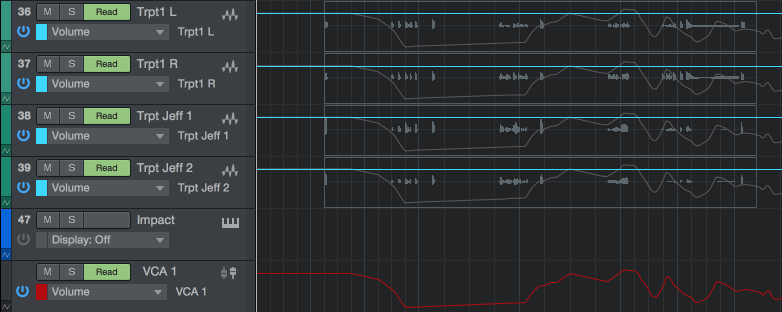 36 M S Read Trpt1 L
Volume Trpt1 L
37 M S Read Trpt1 R
Volume Trpt1 R
38 M S Read Trpt Jeff 1
Volume Trpt Jeff 1
39 M S Read Trpt Jeff 2
Volume Trpt Jeff 2
47 M S Impact
Display: Off
M S Read VCA 1
Volume VCA 1